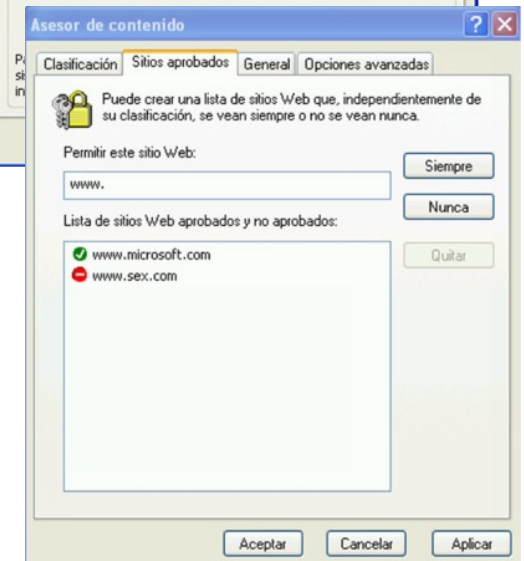 Asesor de contenido
Clasificación Sitios aprobados General Opciones avanzadas
Puede crear una lista de sitios Web que, independientemente de
su clasificación, se vean siempre o no se vean nunca.
Permitir este sitio Web:
Siempre
www.
Nunca
Lista de sitios Web aprobados y no aprobados:
www.microsoft.com
Quitar
www.sex.com
Aceptar Cancelar Aplicar